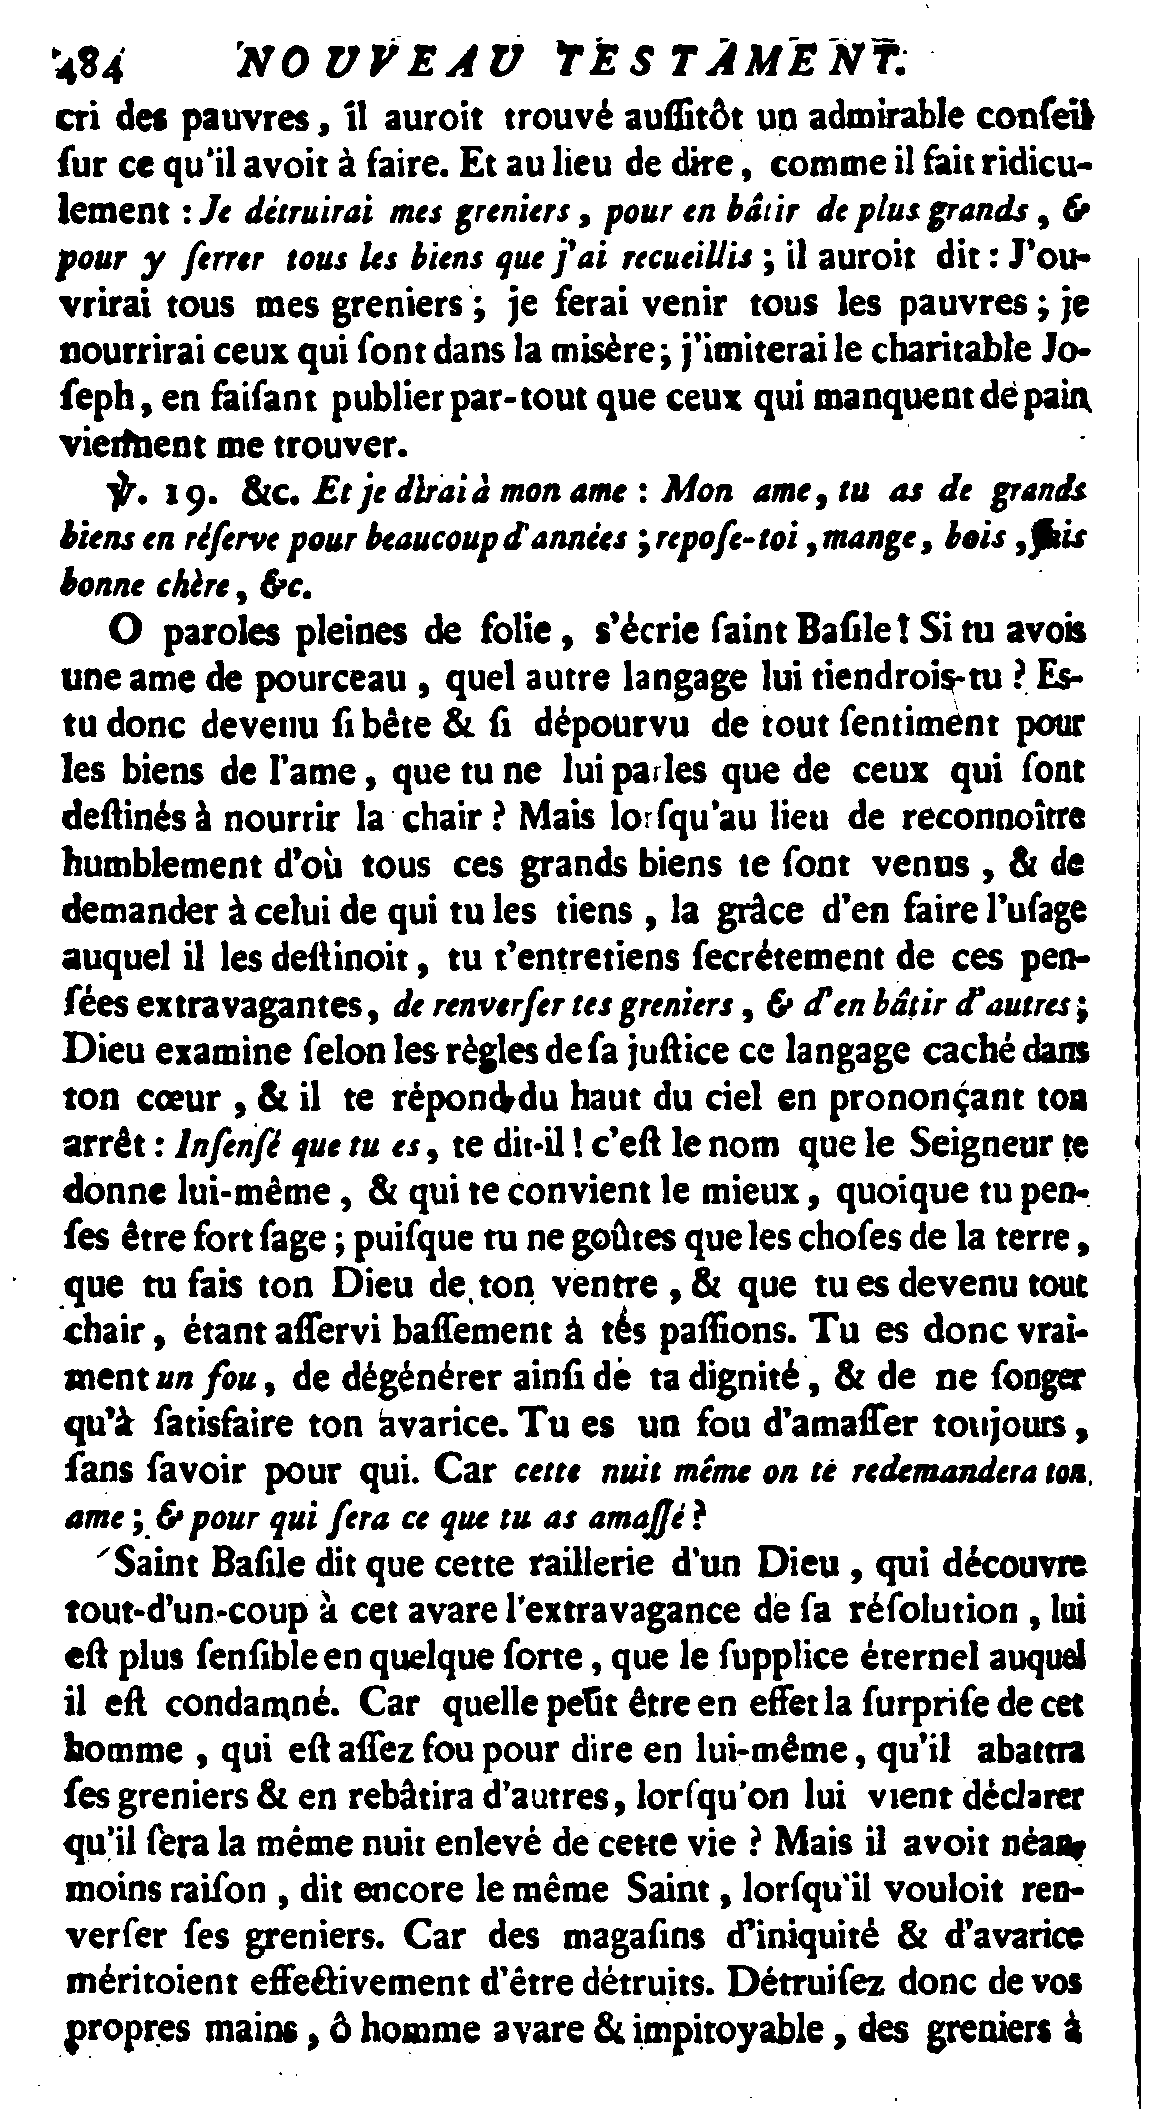 484 NOUVEAU TESTAMENT.
cri des pauvres, il auroit trouvé auſſitôt un admirable conſeil
ſur ce qu'il avoit à faire. Et au lieu de dire, comme il fait ridicu-
lement : Je détruirai mes greniers, pour en bâtir de plus grands, &
pour y ſerrer tous les biens que j'ai recueillis ; il auroit dit : J'ou-
vrirai tous mes greniers ; je ferai venir tous les pauvres ; je
nourrirai ceux qui ſont dans la misère ; j'imiterai le charitable Jo-
ſeph, en faiſant publier par-tout que ceux qui manquent de pain
viennent me trouver.
℣. 19. &c. Et je dirai à mon ame : Mon ame, tu as de grands
biens en réſerve pour beaucoup d'années ; repoſe-toi, mange, bois, fais
bonne chère, &c.
O paroles pleines de folie, s'écrie ſaint Baſile ! Si tu avois
une ame de pourceau, quel autre langage lui tiendrois-tu ? Es-
tu donc devenu ſi bête & ſi dépourvu de tout ſentiment pour
les biens de l'ame, que tu ne lui parles que de ceux qui ſont
deſtinés à nourrir la chair ? Mais lorſqu'au lieu de reconnoître
humblement d'où tous ces grands biens te ſont venus, & de
demander à celui de qui tu les tiens, la grâce d'en faire l'uſage
auquel il les deſtinoit, tu t'entretiens ſecrétement de ces pen-
ſées extravagantes, de renverſer tes greniers, & d'en bâtir d'autres ;
Dieu examine ſelon les règles de ſa juſtice ce langage caché dans
ton cœur, & il te répond du haut du ciel en prononçant ton
arrêt : Inſenſé que tu es, te dit-il ! c'eſt le nom que le Seigneur te
donne lui-même, & qui te convient le mieux, quoique tu pen-
ſes être fort ſage ; puiſque tu ne goûtes que les choſes de la terre,
que tu fais ton Dieu de ton ventre, & que tu es devenu tout
chair, étant aſſervi baſſement à tes paſſions. Tu es donc vrai-
ment un fou, de dégénérer ainſi de ta dignité, & de ne ſonger
qu'à ſatisfaire ton avarice. Tu es un fou d'amaſſer toujours,
ſans ſavoir pour qui. Car cette nuit même on te redemandera ton
ame ; & pour qui ſera ce que tu as amaſſé ?
Saint Baſile dit que cette raillerie d'un Dieu, qui découvre
tout-d'un-coup à cet avare l'extravagance de ſa réſolution, lui
eſt plus ſenſible en quelque ſorte, que le ſupplice éternel auquel
il eſt condamné. Car quelle peut être en effet la ſurpriſe de cet
homme, qui eſt aſſez fou pour dire en lui-même, qu'il abattra
ſes greniers & en rebâtira d'autres, lorſqu'on lui vient déclarer
qu'il ſera la même nuit enlevé de cette vie ? Mais il avoit néan-
moins raiſon, dit encore le même Saint, lorſqu'il vouloit ren-
verſer ſes greniers. Car des magaſins d'iniquité & d'avarice
méritoient effectivement d'être détruits. Détruiſez donc de vos
propres mains, ô homme avare & impitoyable, des greniers à